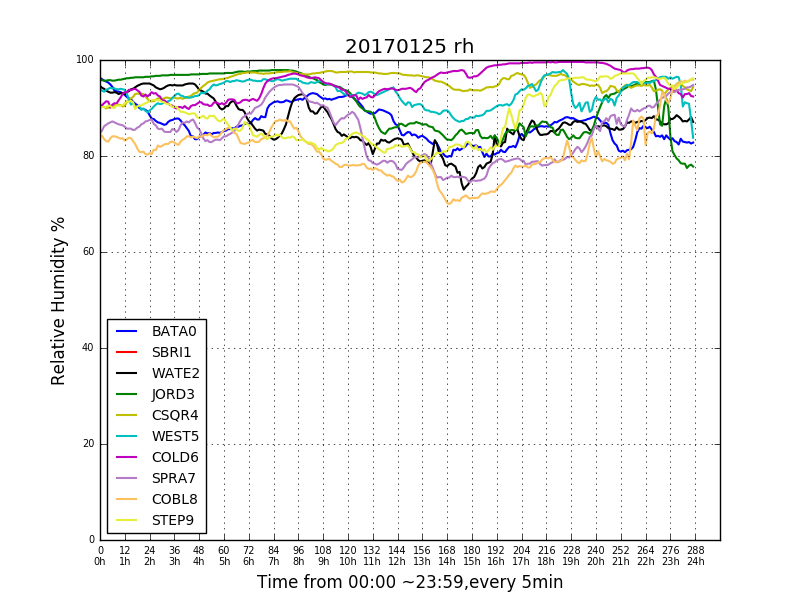 20170125 rh
Relative Humidity %
100
80
60
40
20
0
BATA0
SBRI1
WATE2
JORD3
CSQR4
WEST5
COLD6
SPRA7
COBL8
STEP9
0 12 24 36 48 60 72 84 96 108 120 132 144 156 168 180 192 204 216 228 240 252 264 276 288
0h 1h 2h 3h 4h 5h 6h 7h 8h 9h 10h 11h 12h 13h 14h 15h 16h 17h 18h 19h 20h 21h 22h 23h 24h
Time from 00:00 ~23:59,every 5min